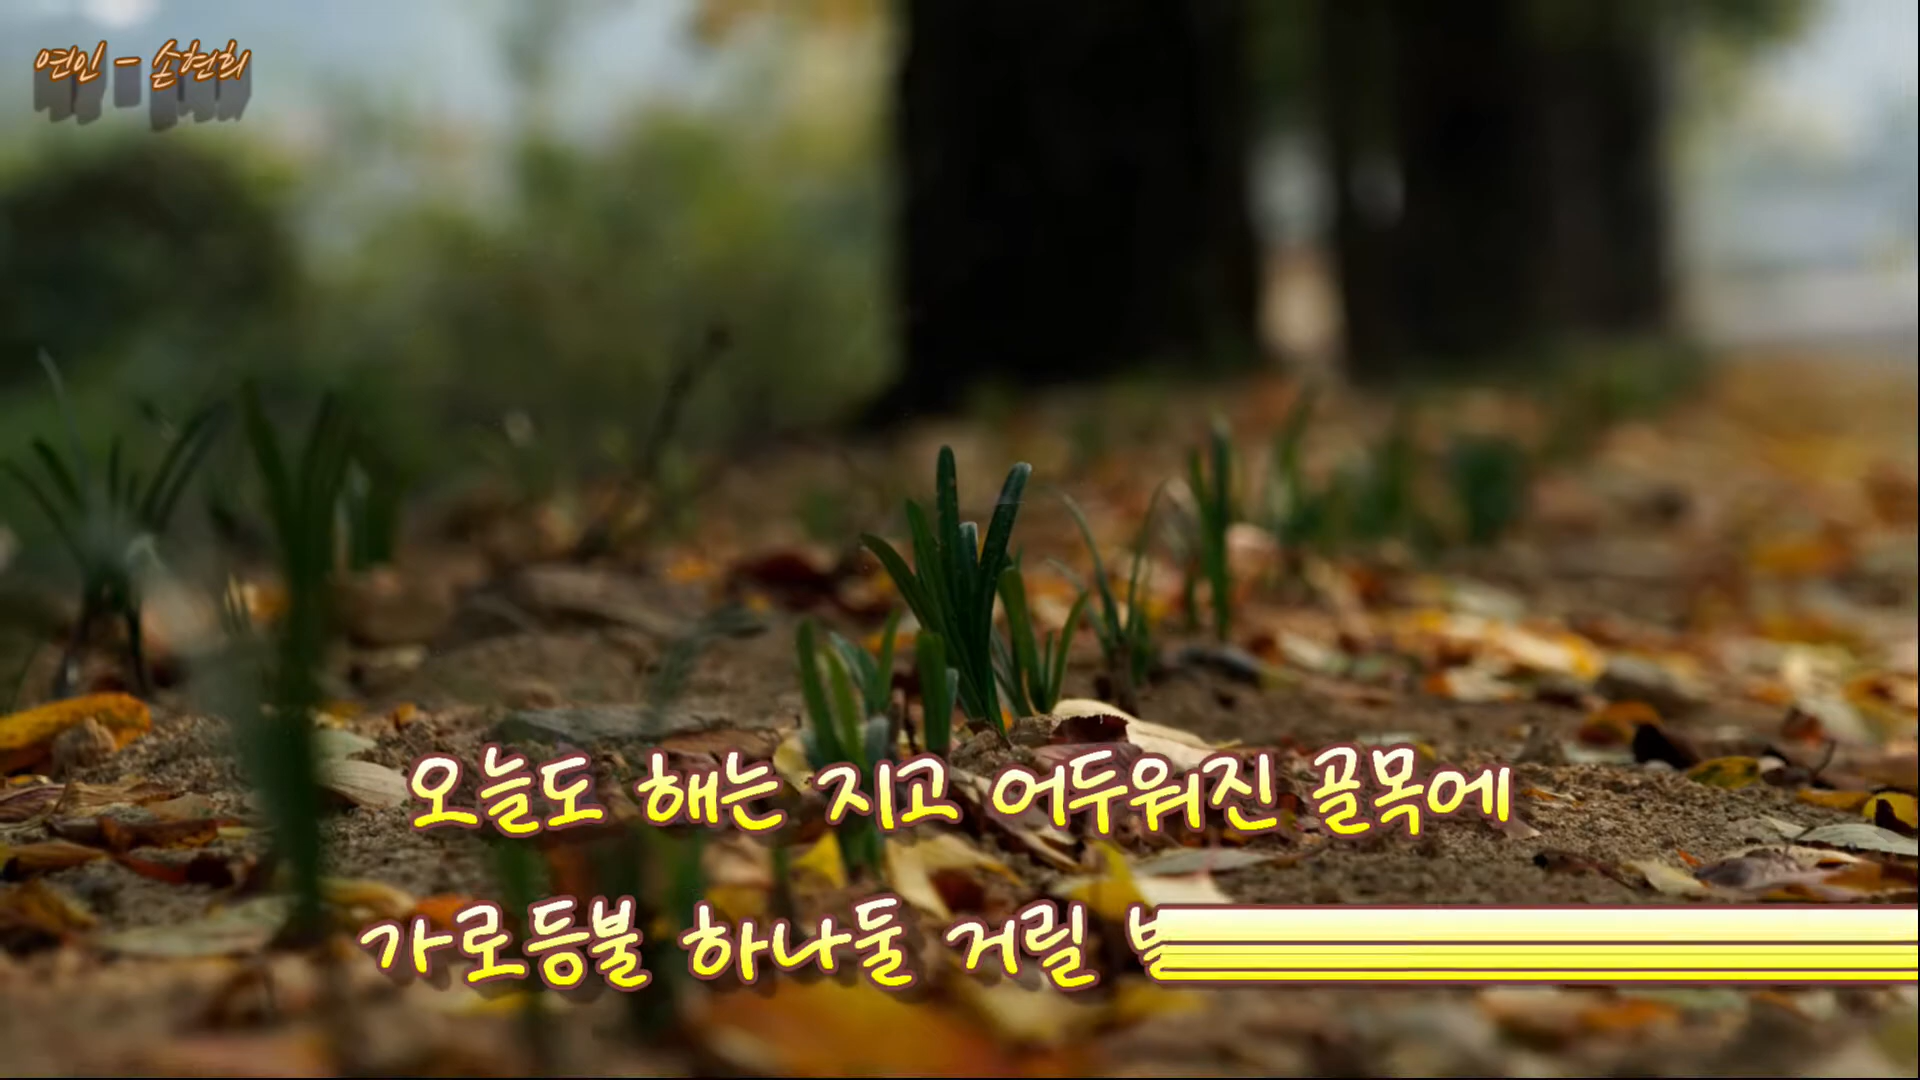 연인 - 손현희
오늘도 해는 지고 어두워진 골목에
가로등불 하나둘 거릴